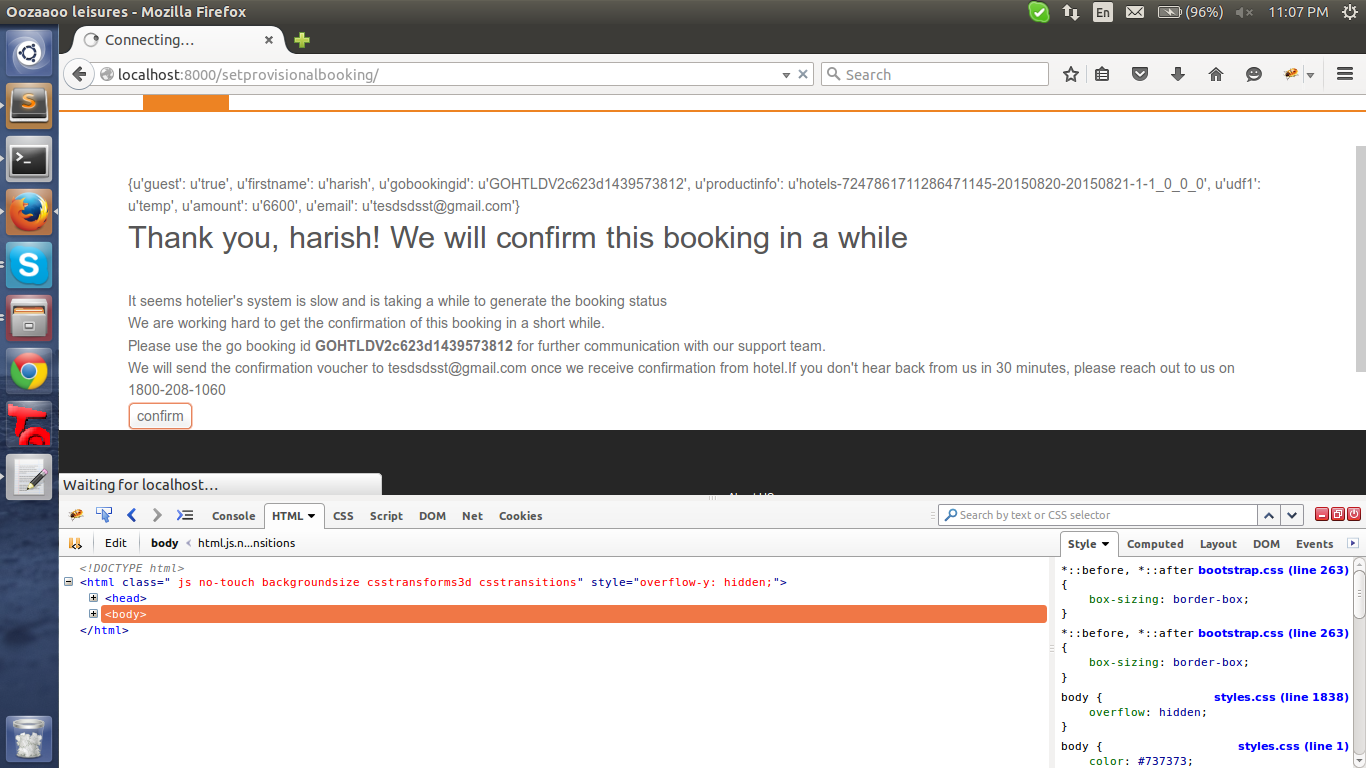 Oozaaoo leisures - Mozilla Firefox
En
(96%)
11:07 PM
Connecting…
localhost:8000/setprovisionalbooking/
Search
{u'guest': u'true', u'firstname': u'harish', u'gobookingid': u'GOHTLDV2c623d1439573812', u'productinfo': u'hotels-7247861711286471145-20150820-20150821-1-1_0_0_0', u'udf1':
u'temp', u'amount': u'6600', u'email': u'tesdsdsst@gmail.com'}
Thank you, harish! We will confirm this booking in a while
It seems hotelier's system is slow and is taking a while to generate the booking status
We are working hard to get the confirmation of this booking in a short while.
Please use the go booking id GOHTLDV2c623d1439573812 for further communication with our support team.
We will send the confirmation voucher to tesdsdsst@gmail.com once we receive confirmation from hotel.If you don't hear back from us in 30 minutes, please reach out to us on
1800-208-1060
confirm
Waiting for localhost…
Console
HTML
CSS
Script
DOM
Net
Cookies
Search by text or CSS selector
Edit
body
html.js.n...nsitions
Style
Computed
Layout
DOM
Events
<!DOCTYPE html>
<html class=" js no-touch backgroundsize csstransforms3d csstransitions" style="overflow-y: hidden;">
<head>
<body>
</html>
*::before, *::after bootstrap.css (line 263)
{
box-sizing: border-box;
}
*::before, *::after bootstrap.css (line 263)
{
box-sizing: border-box;
}
body { styles.css (line 1838)
overflow: hidden;
}
body { styles.css (line 1)
color: #737373;